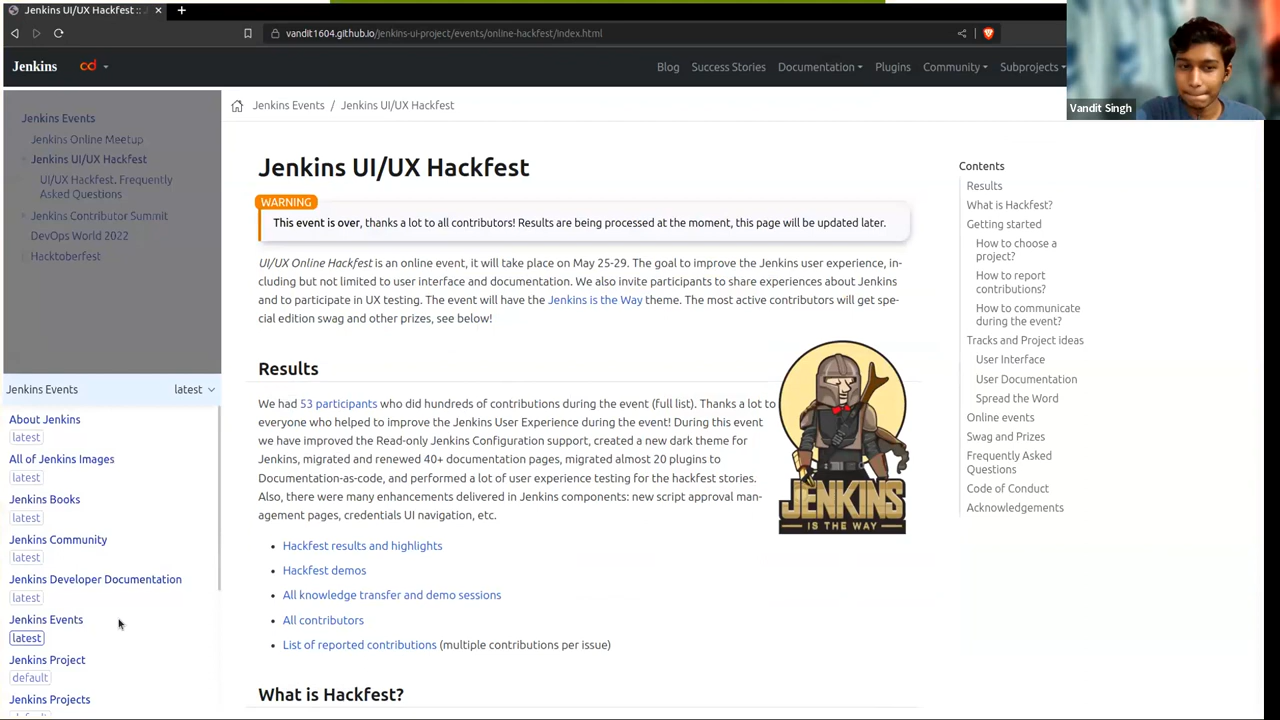 Jenkins UI/UX Hackfest ::
vandit1604.github.io/jenkins-ui-project/events/online-hackfest/index.html
Jenkins
cd
Blog
Success Stories
Documentation
Plugins
Community
Subprojects
Vandit Singh
Jenkins Events
Jenkins Online Meetup
Jenkins UI/UX Hackfest
UI/UX Hackfest. Frequently
Asked Questions
Jenkins Contributor Summit
DevOps World 2022
Hacktoberfest
Jenkins Events
latest
About Jenkins
latest
All of Jenkins Images
latest
Jenkins Books
latest
Jenkins Community
latest
Jenkins Developer Documentation
latest
Jenkins Events
latest
Jenkins Project
default
Jenkins Projects
default
Jenkins Events / Jenkins UI/UX Hackfest
Jenkins UI/UX Hackfest
WARNING
This event is over, thanks a lot to all contributors! Results are being processed at the moment, this page will be updated later.
UI/UX Online Hackfest is an online event, it will take place on May 25-29. The goal to improve the Jenkins user experience, in-
cluding but not limited to user interface and documentation. We also invite participants to share experiences about Jenkins
and to participate in UX testing. The event will have the Jenkins is the Way theme. The most active contributors will get spe-
cial edition swag and other prizes, see below!
Results
We had 53 participants who did hundreds of contributions during the event (full list). Thanks a lot to
everyone who helped to improve the Jenkins User Experience during the event! During this event
we have improved the Read-only Jenkins Configuration support, created a new dark theme for
Jenkins, migrated and renewed 40+ documentation pages, migrated almost 20 plugins to
Documentation-as-code, and performed a lot of user experience testing for the hackfest stories.
Also, there were many enhancements delivered in Jenkins components: new script approval man-
agement pages, credentials UI navigation, etc.
JENKINS
IS THE WAY
Hackfest results and highlights
Hackfest demos
All knowledge transfer and demo sessions
All contributors
List of reported contributions (multiple contributions per issue)
What is Hackfest?
Contents
Results
What is Hackfest?
Getting started
How to choose a
project?
How to report
contributions?
How to communicate
during the event?
Tracks and Project ideas
User Interface
User Documentation
Spread the Word
Online events
Swag and Prizes
Frequently Asked
Questions
Code of Conduct
Acknowledgements